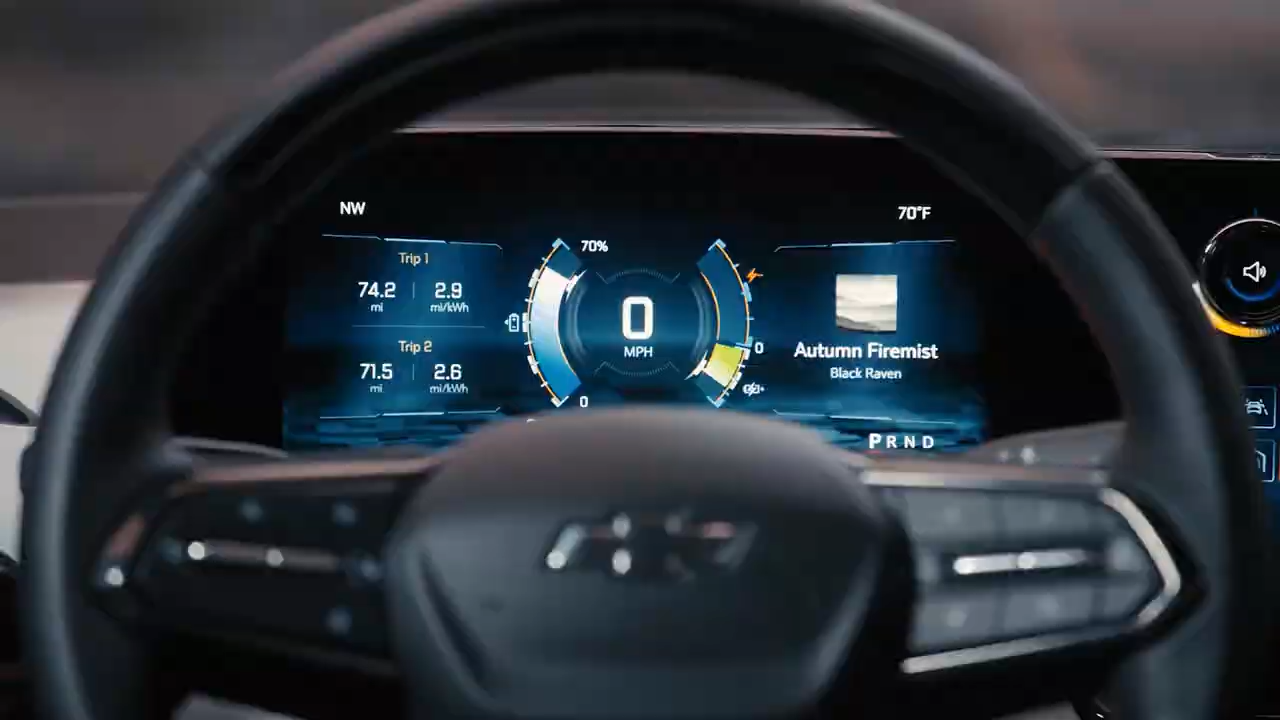 NW
70°F
Trip 1
74.2 2.9
mi mi/kWh
Trip 2
71.5 2.6
mi mi/kWh
70%
0
0
MPH
0
Autumn Firemist
Black Raven
PRND